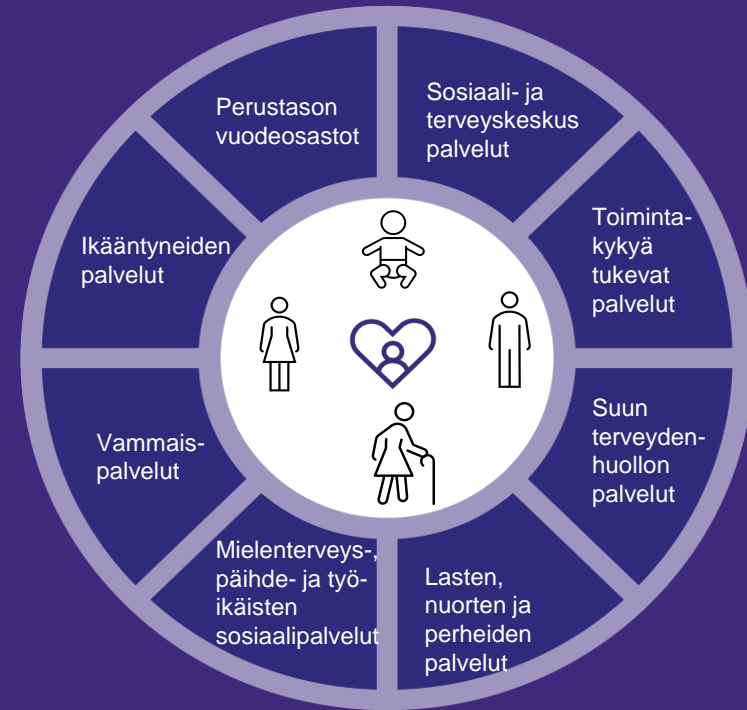 Perustason
vuodeosastot
Sosiaali- ja
terveyskeskus
palvelut
Toiminta-
kykyä
tukevat
palvelut
Suun
terveyden-
huollon
palvelut
Lasten,
nuorten ja
perheiden
palvelut
Mielenterveys-,
päihde- ja työ-
ikäisten
sosiaalipalvelut
Vammais-
palvelut
Ikääntyneiden
palvelut